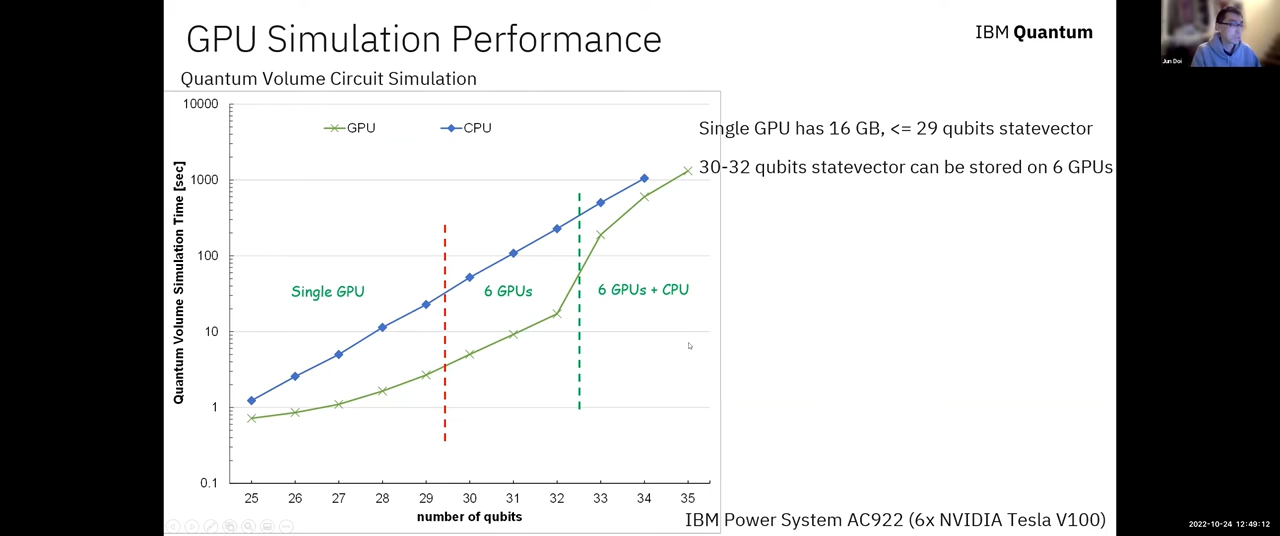 GPU Simulation Performance
IBM Quantum
Jun Doi
Quantum Volume Circuit Simulation
10000
1000
100
10
1
0.1
Quantum Volume Simulation Time [sec]
GPU
CPU
Single GPU
6 GPUs
6 GPUs + CPU
25 26 27 28 29 30 31 32 33 34 35
number of qubits
Single GPU has 16 GB, <= 29 qubits statevector
30-32 qubits statevector can be stored on 6 GPUs
IBM Power System AC922 (6x NVIDIA Tesla V100)
2022-10-24 12:49:12